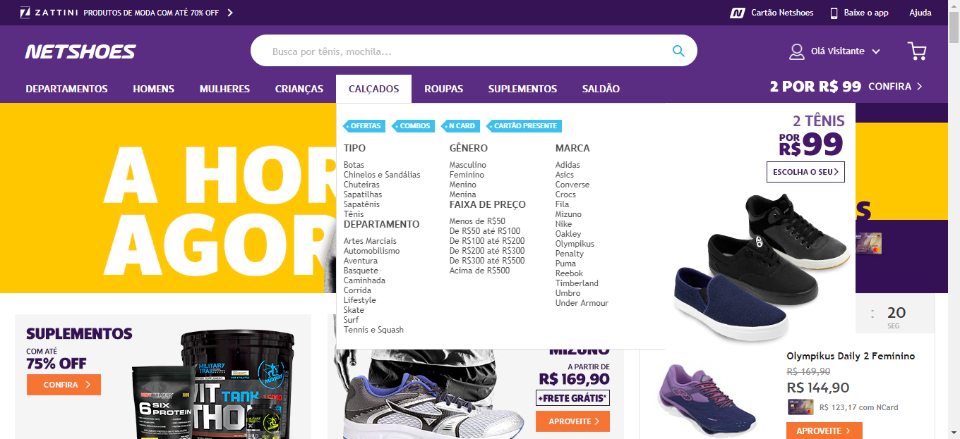 ZATTINI PRODUTOS DE MODA COM ATÉ 70% OFF
Cartão Netshoes
Baixe o app
Ajuda
NETSHOES
Busca por tênis, mochila...
Olá Visitante
DEPARTAMENTOS HOMENS MULHERES CRIANÇAS CALÇADOS ROUPAS SUPLEMENTOS SALDÃO
2 POR R$ 99 CONFIRA
A HOR
AGOR
OFERTAS COMBOS N CARD CARTÃO PRESENTE
TIPO
Botas
Chinelos e Sandálias
Chuteiras
Sapatilhas
Sapatênis
Tênis
DEPARTAMENTO
Artes Marciais
Automobilismo
Aventura
Basquete
Caminhada
Corrida
Lifestyle
Skate
Surf
Tennis e Squash
GÊNERO
Masculino
Feminino
Menino
Menina
FAIXA DE PREÇO
Menos de R$50
De R$50 até R$100
De R$100 até R$200
De R$200 até R$300
De R$300 até R$500
Acima de R$500
MARCA
Adidas
Asics
Converse
Crocs
Fila
Mizuno
Nike
Oakley
Olympikus
Penalty
Puma
Reebok
Timberland
Umbro
Under Armour
2 TÊNIS
POR
R$99
ESCOLHA O SEU
S
: 20
SEG
SUPLEMENTOS
COM ATÉ
75% OFF
CONFIRA
6 SIX
PROTEIN
MILITARY
TRAIL
VIT
TANK
THO
MIZUNO
A PARTIR DE
R$ 169,90
+FRETE GRÁTIS*
APROVEITE
Olympikus Daily 2 Feminino
R$ 169,90
R$ 144,90
R$ 123,17 com NCard
APROVEITE